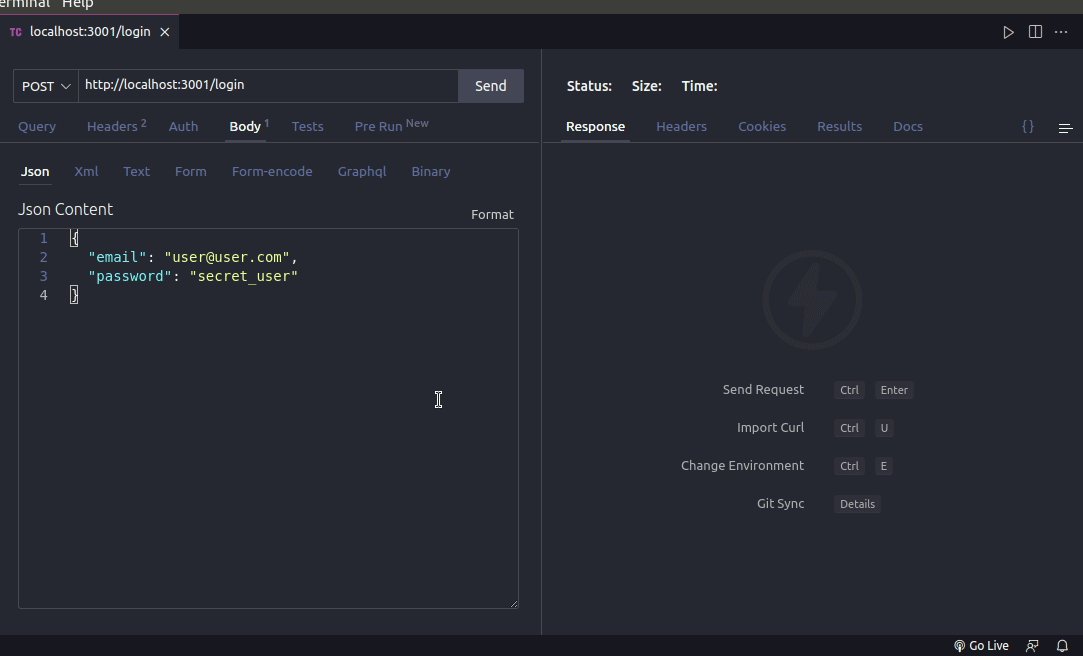 erminal Help
TC localhost:3001/login
POST http://localhost:3001/login Send
Query Headers 2 Auth Body 1 Tests Pre Run New
Json Xml Text Form Form-encode Graphql Binary
Json Content
Format
1 {
2 "email": "user@user.com",
3 "password": "secret_user"
4 }
Status: Size: Time:
Response Headers Cookies Results Docs {}
Send Request Ctrl Enter
Import Curl Ctrl U
Change Environment Ctrl E
Git Sync Details
Go Live